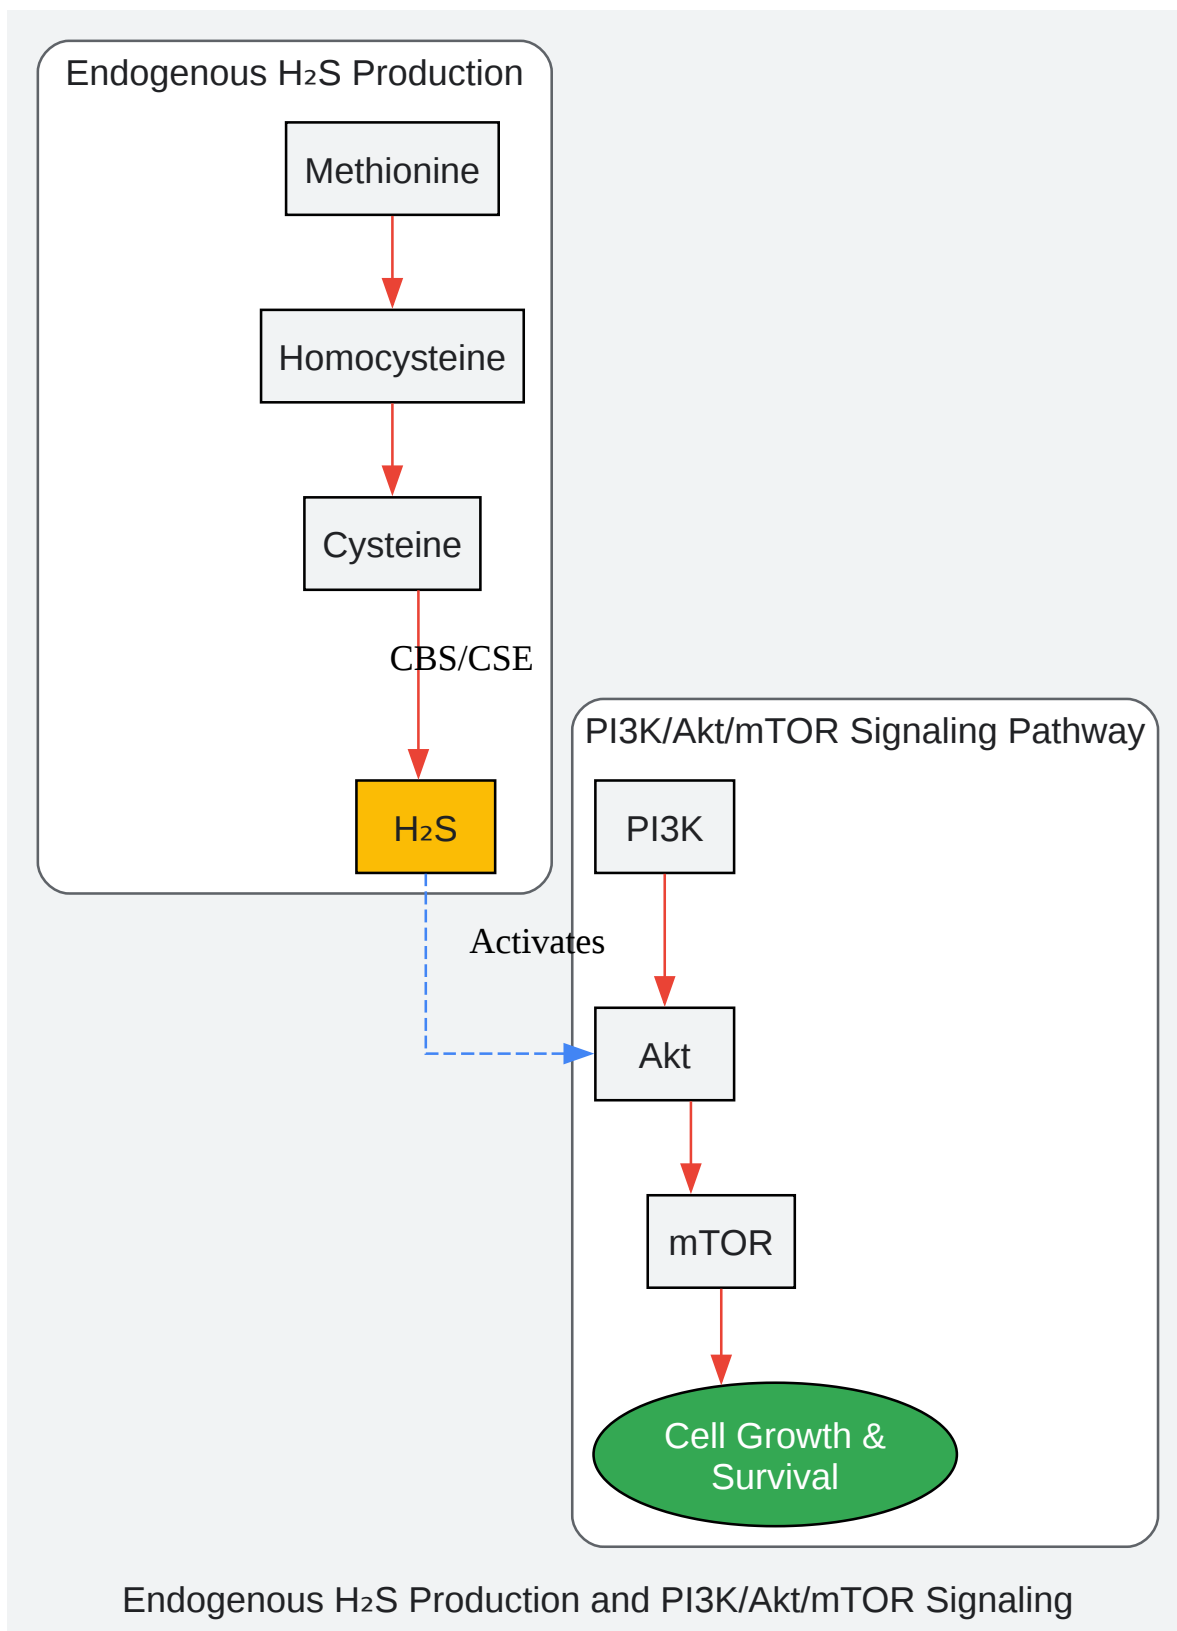 Endogenous H₂S Production
Methionine
Homocysteine
Cysteine
CBS/CSE
H₂S
PI3K/Akt/mTOR Signaling Pathway
PI3K
Activates
Akt
mTOR
Cell Growth &
Survival
Endogenous H₂S Production and PI3K/Akt/mTOR Signaling